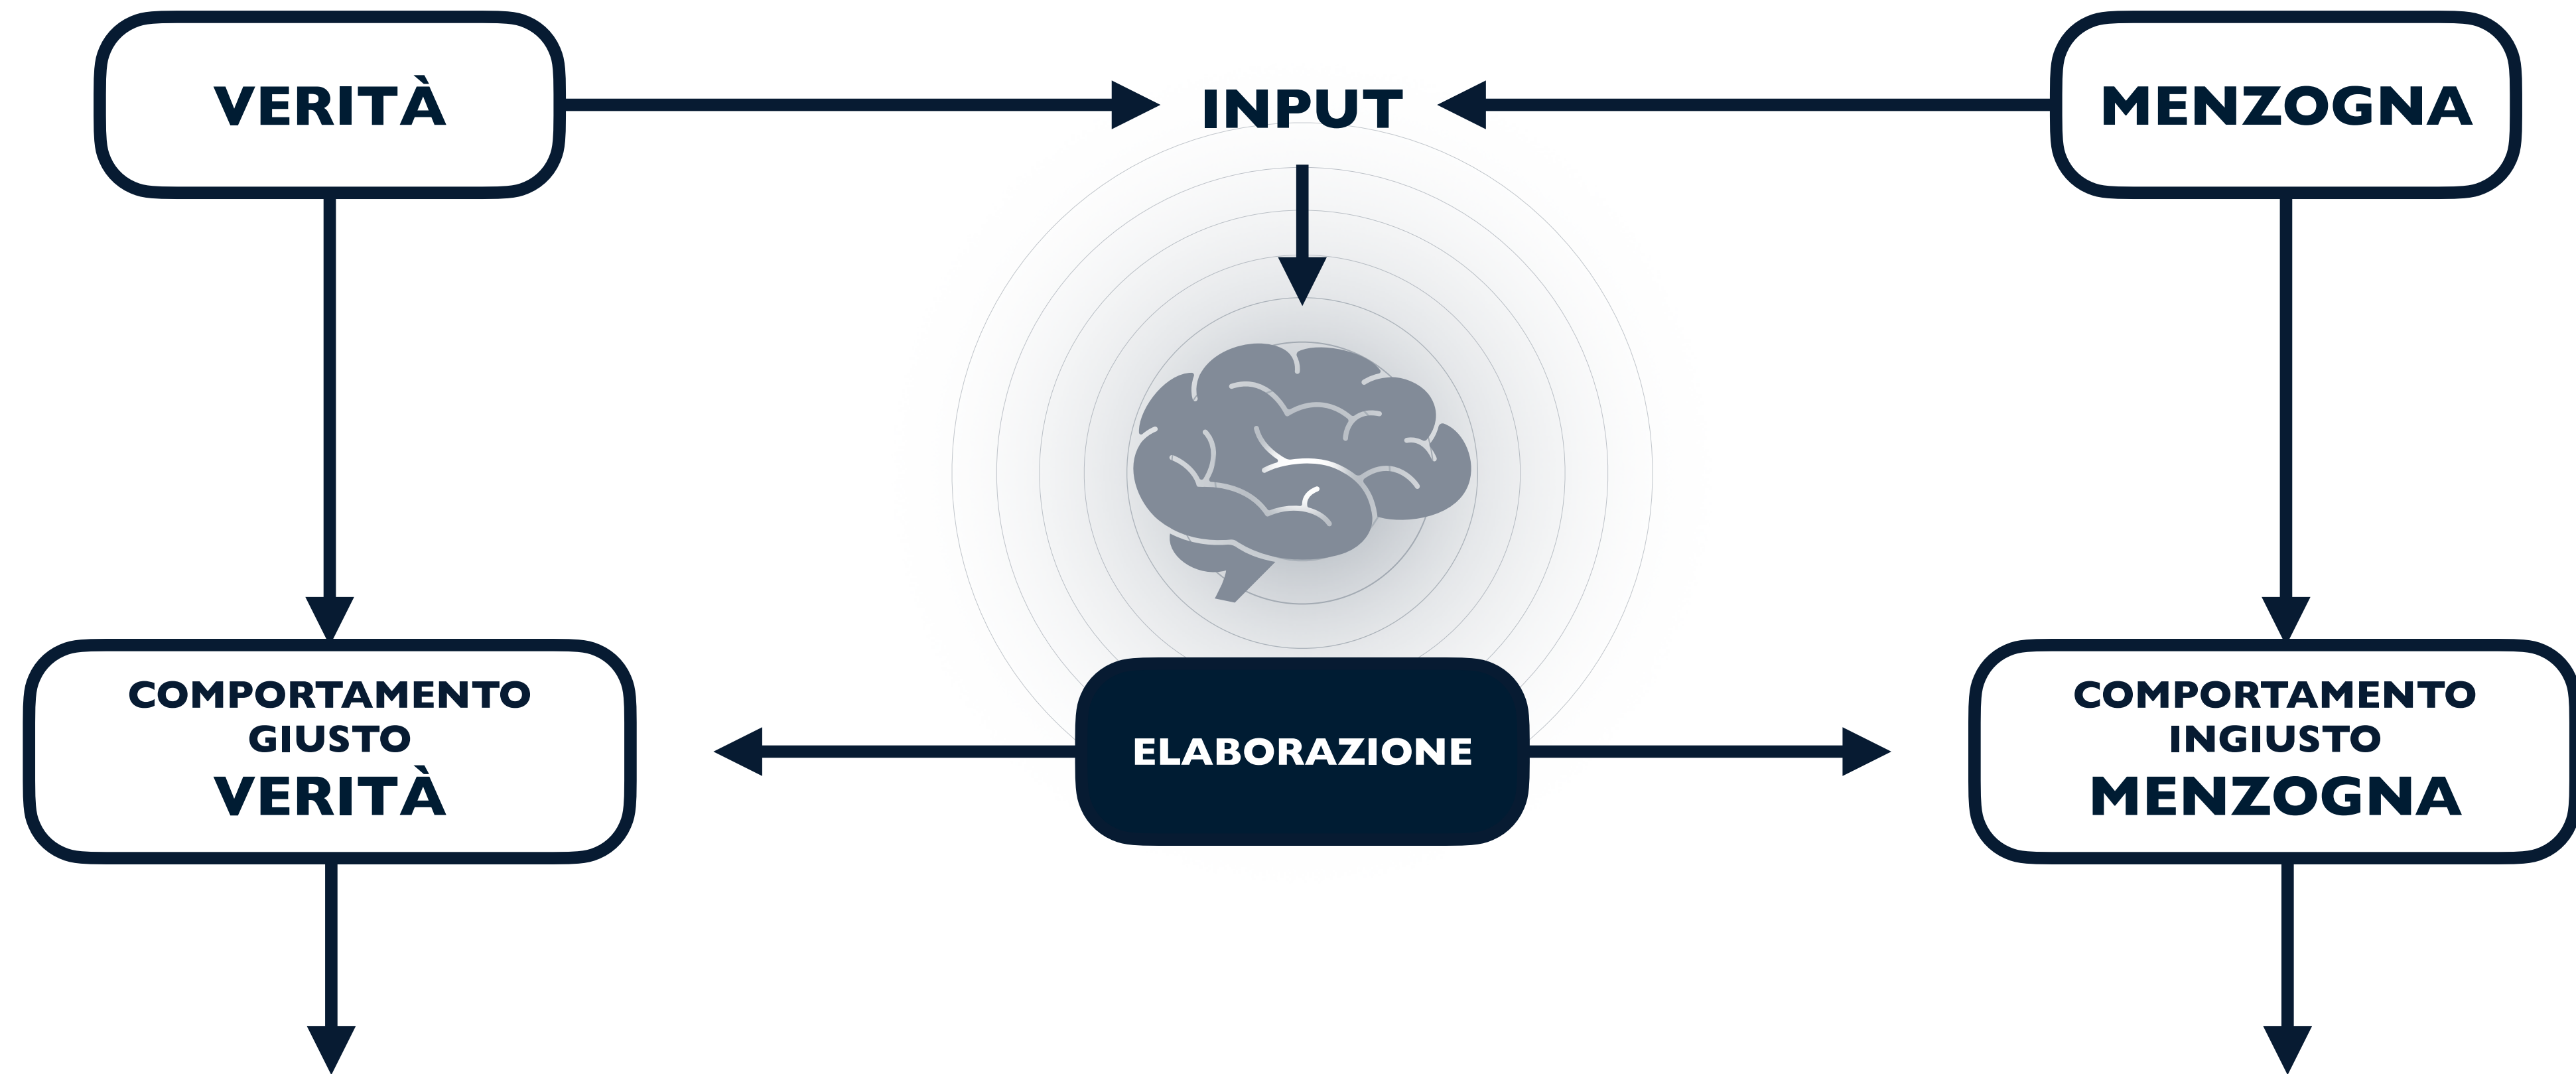 VERITÀ
INPUT
MENZOGNA
COMPORTAMENTO
GIUSTO
VERITÀ
ELABORAZIONE
COMPORTAMENTO
INGIUSTO
MENZOGNA